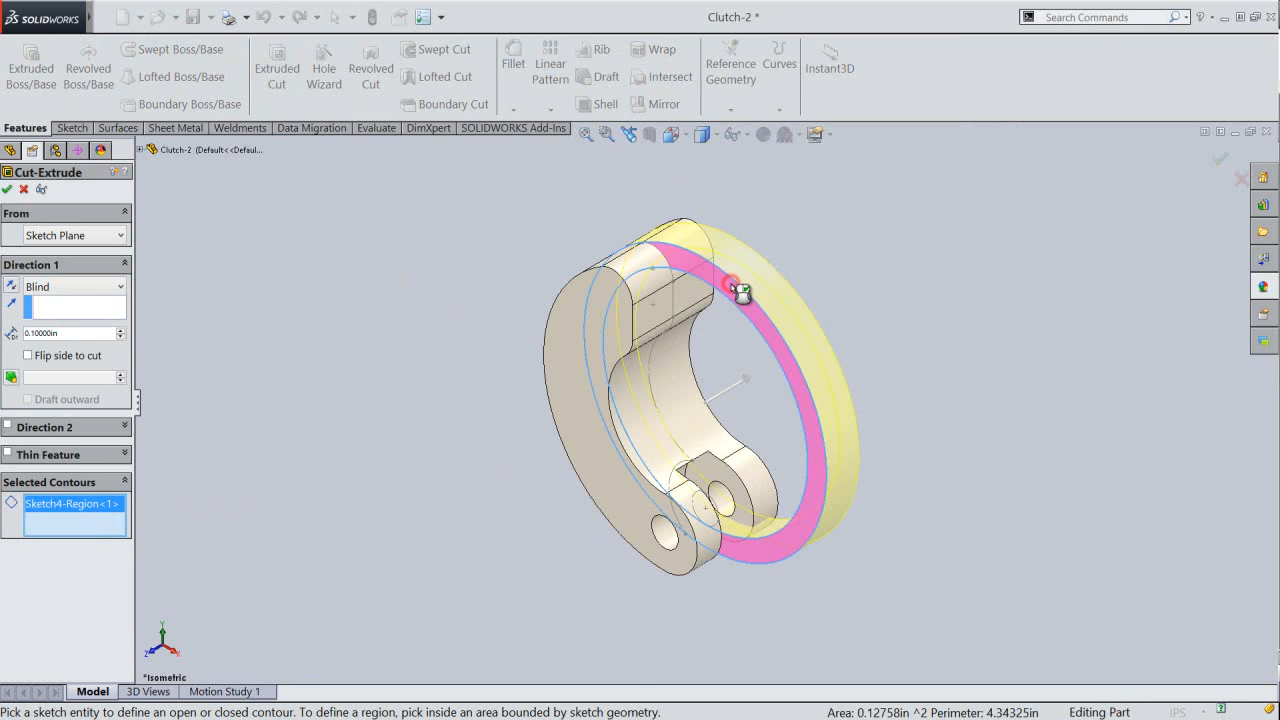 SOLIDWORKS
Clutch-2 *
Search Commands
Extruded Boss/Base
Revolved Boss/Base
Swept Boss/Base
Lofted Boss/Base
Boundary Boss/Base
Extruded Cut
Hole Wizard
Revolved Cut
Swept Cut
Lofted Cut
Boundary Cut
Fillet
Linear Pattern
Rib
Draft
Shell
Wrap
Intersect
Mirror
Reference Geometry
Curves
Instant3D
Features Sketch Surfaces Sheet Metal Weldments Data Migration Evaluate DimXpert SOLIDWORKS Add-Ins
Clutch-2 (Default<<Defaul...
Cut-Extrude
From
Sketch Plane
Direction 1
Blind
0.10000in
Flip side to cut
Draft outward
Direction 2
Thin Feature
Selected Contours
Sketch4-Region<1>
Y
Z
X
*Isometric
Model 3D Views Motion Study 1
Pick a sketch entity to define an open or closed contour. To define a region, pick inside an area bounded by sketch geometry. Area: 0.12758in ^2 Perimeter: 4.34325in Editing Part IPS